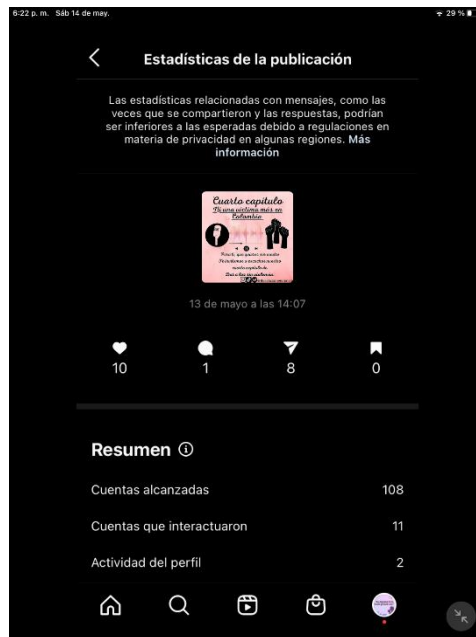 6:22 p. m. Sáb 14 de may.
29 %
Estadísticas de la publicación
Las estadísticas relacionadas con mensajes, como las
veces que se compartieron y las respuestas, podrían
ser inferiores a las esperadas debido a regulaciones en
materia de privacidad en algunas regiones. Más
información
Cuarto capítulo
Ni una víctima más en
Colombia
13 de mayo a las 14:07
10
1
8
0
Resumen
Cuentas alcanzadas
108
Cuentas que interactuaron
11
Actividad del perfil
2